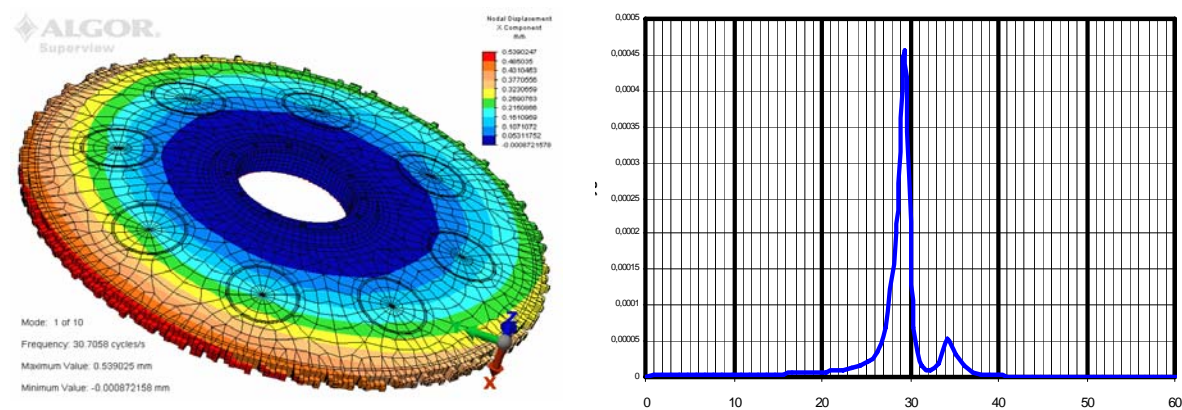 ALGOR.
Superview
Nodal Displacement
X Component
mm
0.5390247
0.485035
0.4310453
0.3770556
0.3230659
0.2690763
0.2150866
0.1610969
0.1071072
0.05311752
-0.0008721578
Mode: 1 of 10
Frequency: 30.7058 cycles/s
Maximum Value: 0.539025 mm
Minimum Value: -0.000872158 mm
Z
X
0,0005
0,00045
0,0004
0,00035
0,0003
0,00025
0,0002
0,00015
0,0001
0,00005
0
0 10 20 30 40 50 60